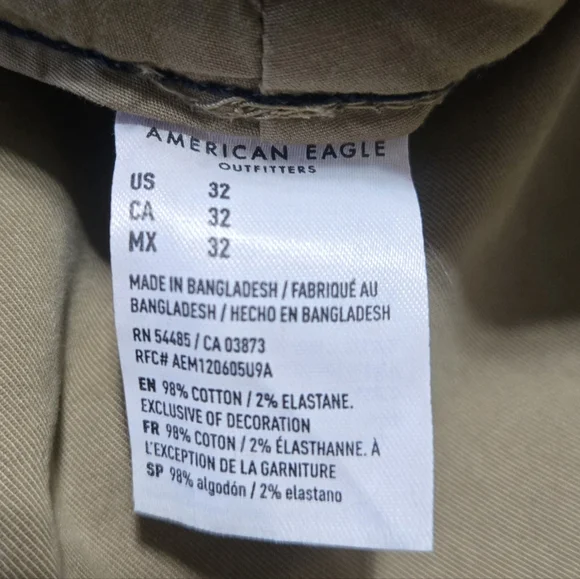 AMERICAN EAGLE
OUTFITTERS
US 32
CA 32
MX 32
MADE IN BANGLADESH / FABRIQUÉ AU
BANGLADESH / HECHO EN BANGLADESH
RN 54485 / CA 03873
RFC# AEM120605U9A
EN 98% COTTON / 2% ELASTANE.
EXCLUSIVE OF DECORATION
FR 98% COTON / 2% ÉLASTHANNE. À
L'EXCEPTION DE LA GARNITURE
SP 98% algodón / 2% elastano